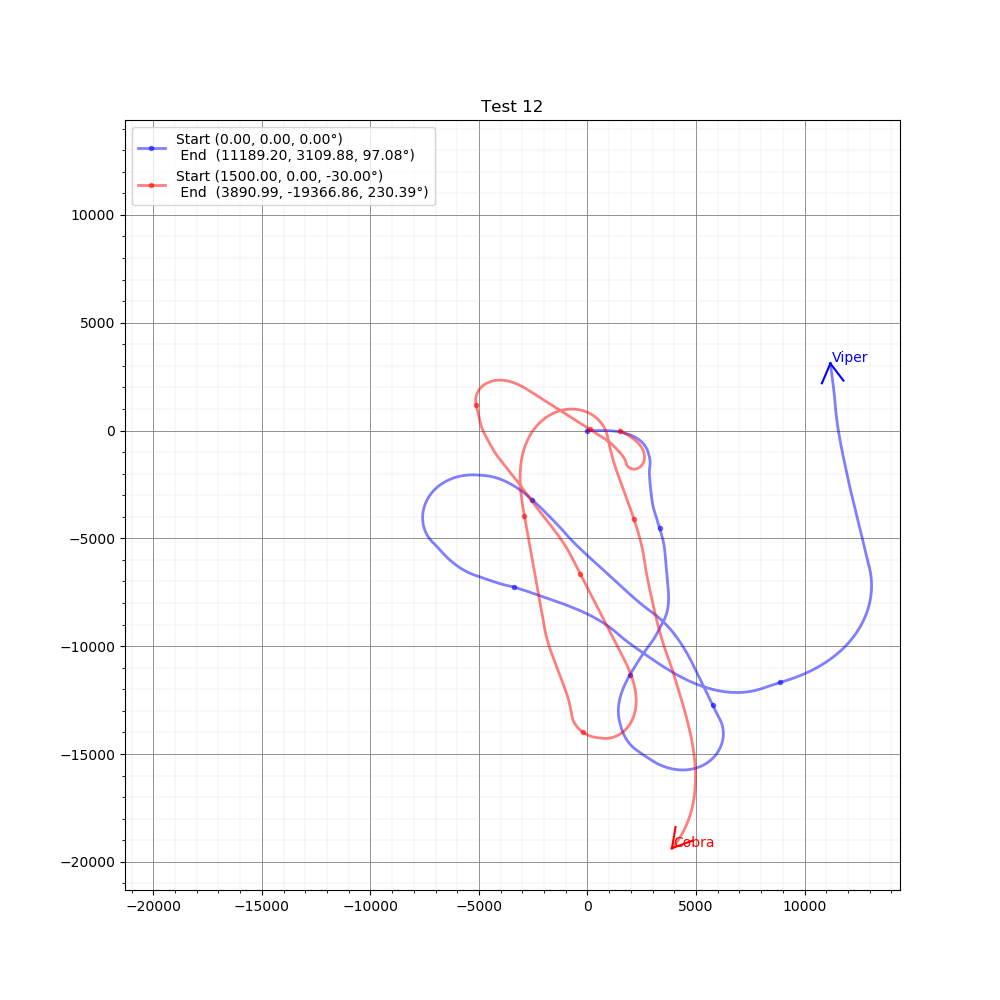 Test 12
Start (0.00, 0.00, 0.00°)
End (11189.20, 3109.88, 97.08°)
Start (1500.00, 0.00, -30.00°)
End (3890.99, -19366.86, 230.39°)
10000
5000
0
−5000
−10000
−15000
−20000
Viper
Cobra
−20000 −15000 −10000 −5000 0 5000 10000